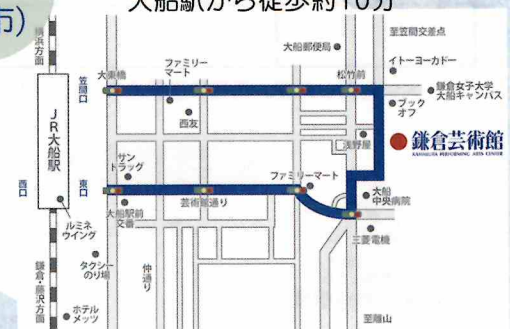 市)
大船駅から徒歩約10分
横浜方面
至笠間交差点
大船郵便局
イトーヨーカドー
ファミリー
マート
大東橋
松竹前
笠間
口
鎌倉女子大学
大船キャンパス
ブック
オフ
西友
浅野屋
鎌倉芸術館
KAMAKURA PERFORMING ARTS CENTER
JR大船駅
サン
トラッグ
ファミリーマート
西口
東口
大船駅前
交番
芸術館通り
大船
中央病院
ルミネ
ウイング
三菱電機
タクシー
のり場
仲通り
鎌倉・藤沢方面
ホテル
メッツ
至離山